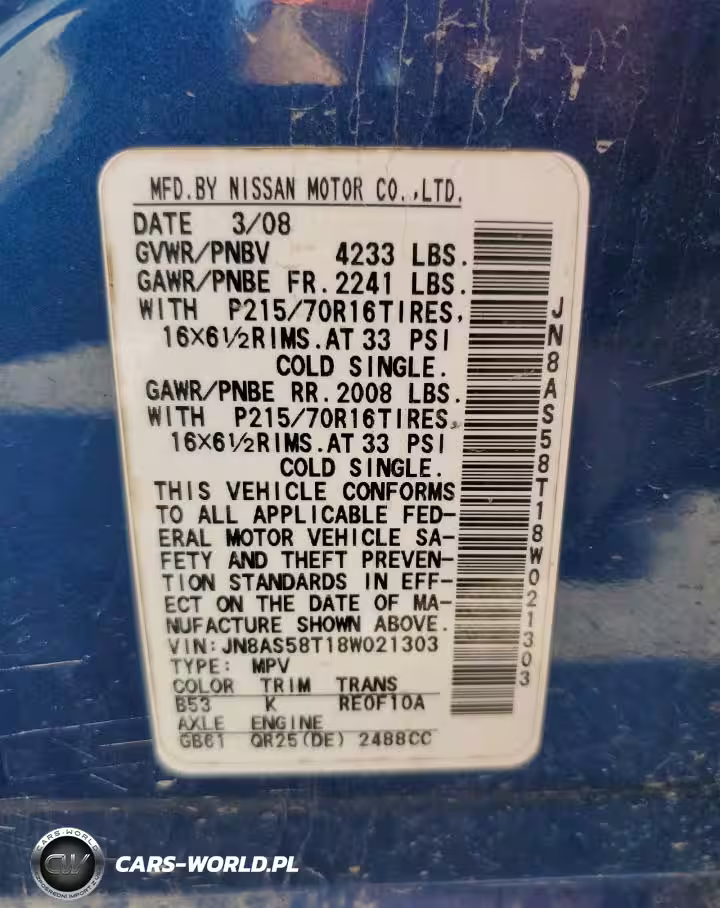 MFD.BY NISSAN MOTOR CO.,LTD.
DATE 3/08
GVWR/PNBV 4233 LBS.
GAWR/PNBE FR.2241 LBS.
WITH P215/70R16TIRES,
16X6½RIMS.AT 33 PSI
COLD SINGLE.
GAWR/PNBE RR.2008 LBS.
WITH P215/70R16TIRES,
16X6½RIMS.AT 33 PSI
COLD SINGLE.
THIS VEHICLE CONFORMS
TO ALL APPLICABLE FED-
ERAL MOTOR VEHICLE SA-
FETY AND THEFT PREVEN-
TION STANDARDS IN EFF-
ECT ON THE DATE OF MA-
NUFACTURE SHOWN ABOVE.
VIN:JN8AS58T18W021303
TYPE: MPV
COLOR TRIM TRANS
B53 K RE0F10A
AXLE ENGINE
GB61 QR25(DE) 2488CC
JN8AS58T18W021303
CARS-WORLD
CW
CARS-WORLD.PL